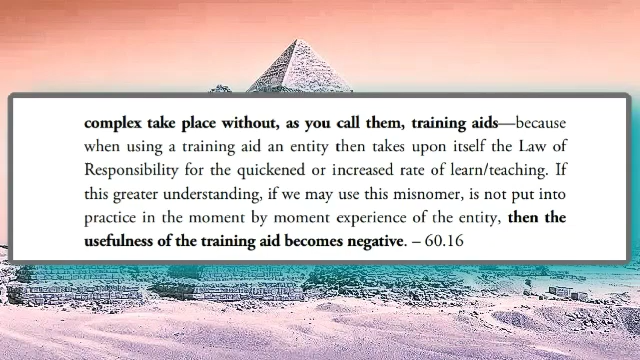 complex take place without, as you call them, training aids—because
when using a training aid an entity then takes upon itself the Law of
Responsibility for the quickened or increased rate of learn/teaching. If
this greater understanding, if we may use this misnomer, is not put into
practice in the moment by moment experience of the entity, then the
usefulness of the training aid becomes negative. – 60.16